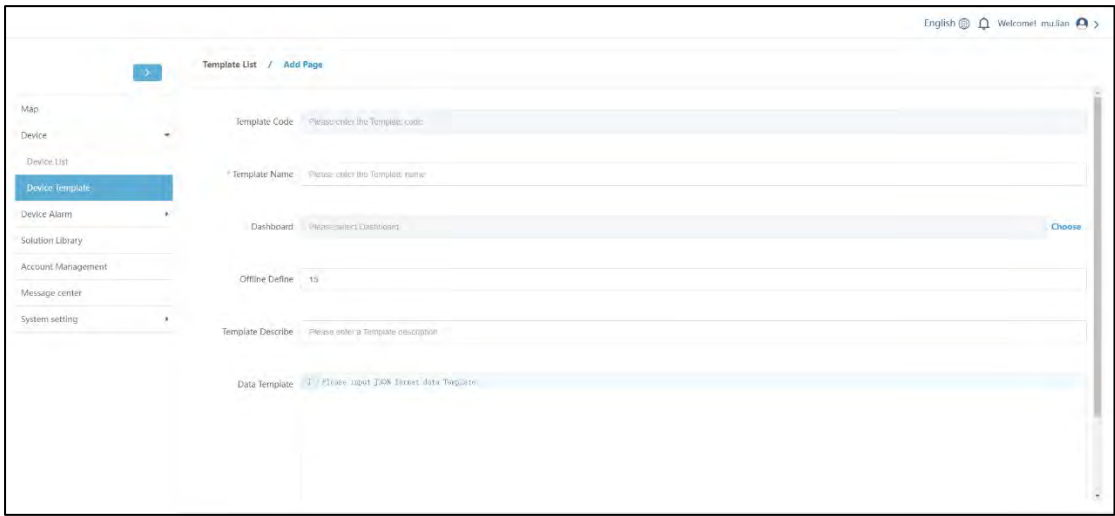 English Welcome! mu.lian
Template List / Add Page
Map
Device
Device List
Device Template
Device Alarm
Solution Library
Account Management
Message center
System setting
Template Code Please enter the Template code
* Template Name Please enter the Template name
Dashboard Please select Dashboard Choose
Offline Define 15
Template Describe Please enter a Template description
Data Template 1 Please input JSON format data Template